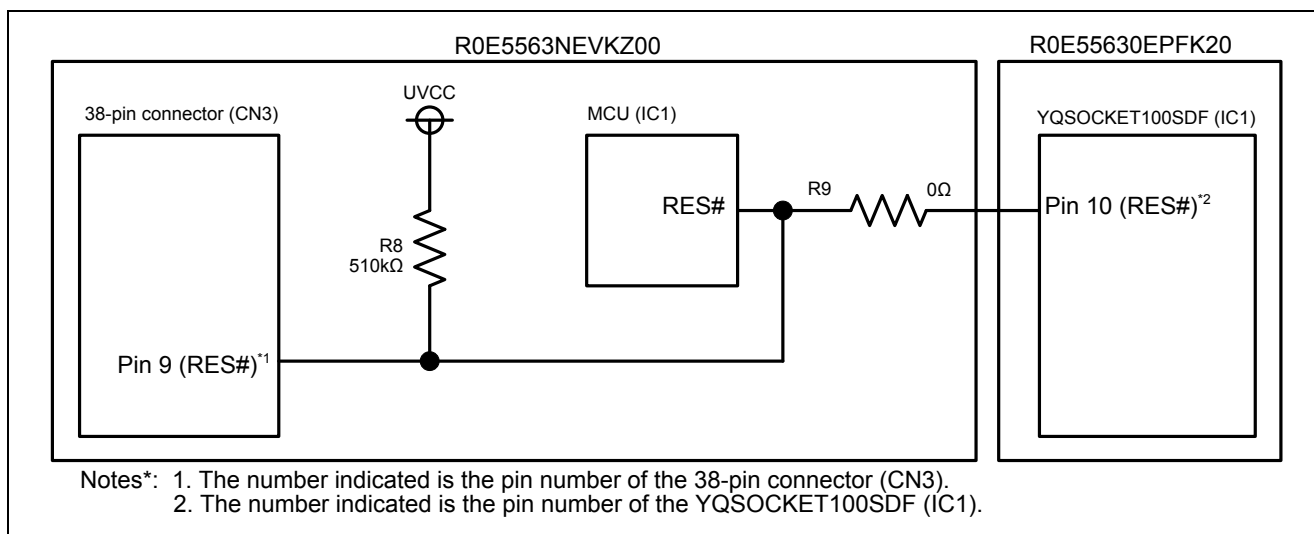 R0E5563NEVKZ00
R0E55630EPFK20
38-pin connector (CN3)
UVCC
MCU (IC1)
YQSOCKET100SDF (IC1)
RES#
R9
0Ω
Pin 10 (RES#)*2
R8
510kΩ
Pin 9 (RES#)*1
Notes*: 1. The number indicated is the pin number of the 38-pin connector (CN3).
2. The number indicated is the pin number of the YQSOCKET100SDF (IC1).